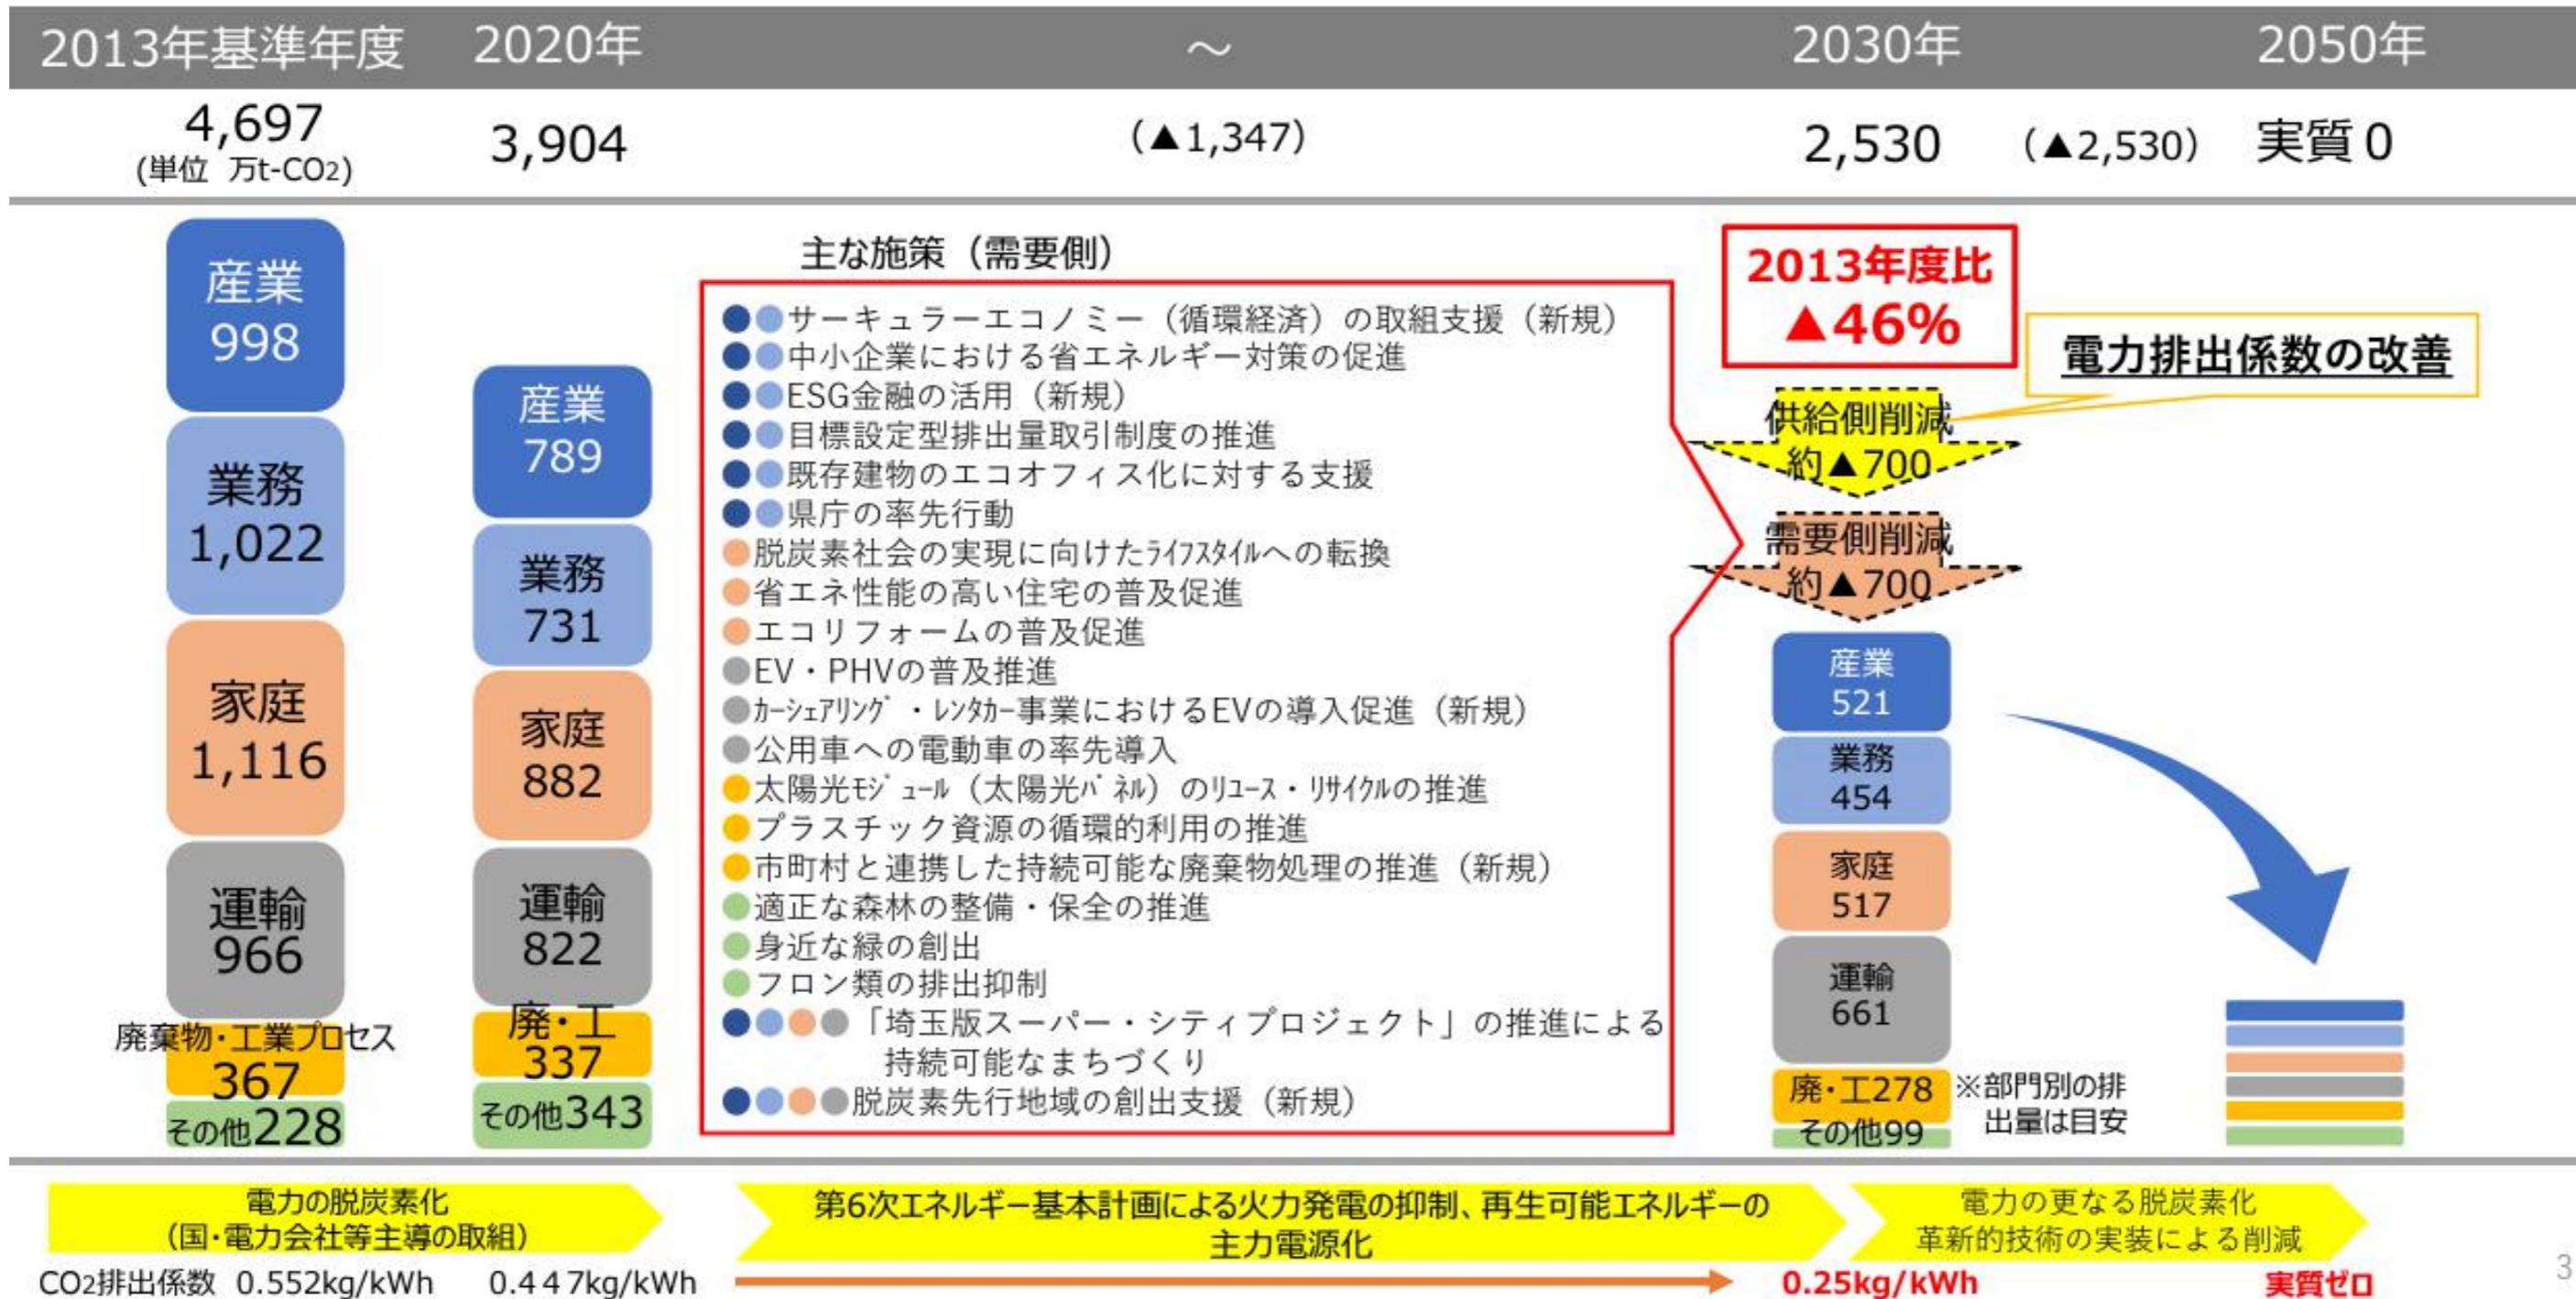 2013年基準年度 2020年 ～ 2030年 2050年
4,697
(単位 万t-CO2)
3,904
(▲1,347)
2,530
(▲2,530)
実質0
産業
998
業務
1,022
家庭
1,116
運輸
966
廃棄物・工業プロセス
367
その他228
産業
789
業務
731
家庭
882
運輸
822
廃・工
337
その他343
主な施策（需要側）
サーキュラーエコノミー（循環経済）の取組支援（新規）
中小企業における省エネルギー対策の促進
ESG金融の活用（新規）
目標設定型排出量取引制度の推進
既存建物のエコオフィス化に対する支援
県庁の率先行動
脱炭素社会の実現に向けたﾗｲﾌｽﾀｲﾙへの転換
省エネ性能の高い住宅の普及促進
エコリフォームの普及促進
EV・PHVの普及推進
ｶｰｼｪｱﾘﾝｸﾞ・ﾚﾝﾀｶｰ事業におけるEVの導入促進（新規）
公用車への電動車の率先導入
太陽光ﾓｼﾞｭｰﾙ（太陽光ﾊﾟﾈﾙ）のﾘﾕｰｽ・ﾘｻｲｸﾙの推進
プラスチック資源の循環的利用の推進
市町村と連携した持続可能な廃棄物処理の推進（新規）
適正な森林の整備・保全の推進
身近な緑の創出
フロン類の排出抑制
「埼玉版スーパー・シティプロジェクト」の推進による
持続可能なまちづくり
脱炭素先行地域の創出支援（新規）
2013年度比
▲46%
電力排出係数の改善
供給側削減
約▲700
需要側削減
約▲700
産業
521
業務
454
家庭
517
運輸
661
廃・工278
その他99
※部門別の排
出量は目安
電力の脱炭素化
（国・電力会社等主導の取組）
第6次エネルギー基本計画による火力発電の抑制、再生可能エネルギーの
主力電源化
電力の更なる脱炭素化
革新的技術の実装による削減
CO2排出係数 0.552kg/kWh 0.4４7kg/kWh 0.25kg/kWh 実質ゼロ
3